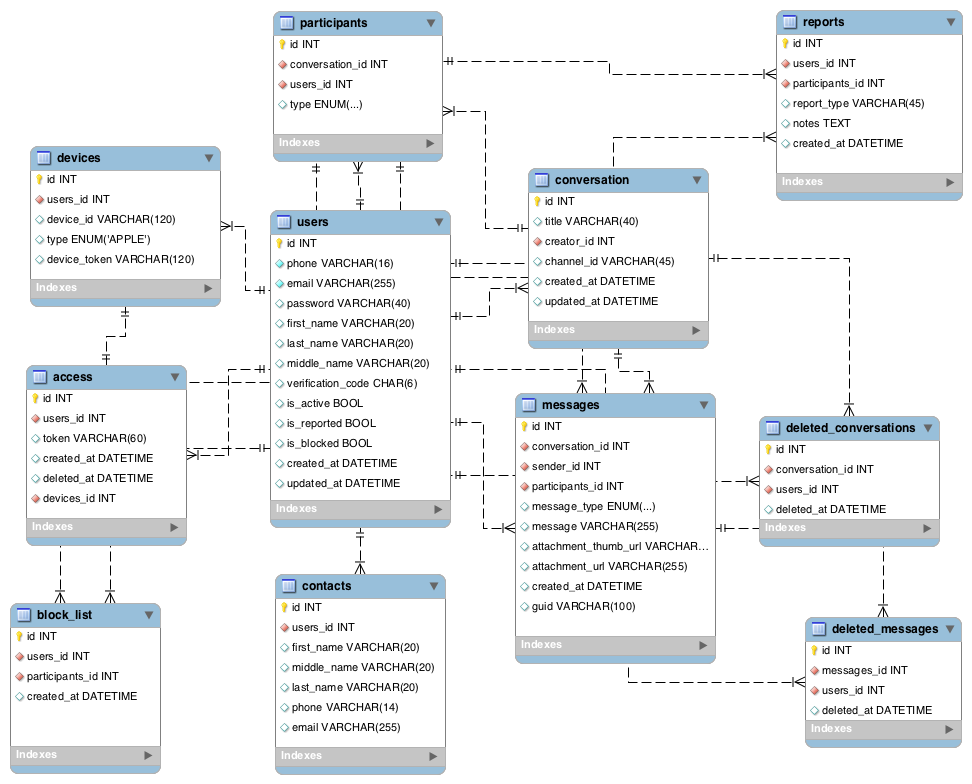 participants
id INT
conversation_id INT
users_id INT
type ENUM(...)
Indexes
reports
id INT
users_id INT
participants_id INT
report_type VARCHAR(45)
notes TEXT
created_at DATETIME
Indexes
devices
id INT
users_id INT
device_id VARCHAR(120)
type ENUM('APPLE')
device_token VARCHAR(120)
Indexes
users
id INT
phone VARCHAR(16)
email VARCHAR(255)
password VARCHAR(40)
first_name VARCHAR(20)
last_name VARCHAR(20)
middle_name VARCHAR(20)
verification_code CHAR(6)
is_active BOOL
is_reported BOOL
is_blocked BOOL
created_at DATETIME
updated_at DATETIME
Indexes
conversation
id INT
title VARCHAR(40)
creator_id INT
channel_id VARCHAR(45)
created_at DATETIME
updated_at DATETIME
Indexes
access
id INT
users_id INT
token VARCHAR(60)
created_at DATETIME
deleted_at DATETIME
devices_id INT
Indexes
messages
id INT
conversation_id INT
sender_id INT
participants_id INT
message_type ENUM(...)
message VARCHAR(255)
attachment_thumb_url VARCHAR...
attachment_url VARCHAR(255)
created_at DATETIME
guid VARCHAR(100)
Indexes
deleted_conversations
id INT
conversation_id INT
users_id INT
deleted_at DATETIME
Indexes
block_list
id INT
users_id INT
participants_id INT
created_at DATETIME
Indexes
contacts
id INT
users_id INT
first_name VARCHAR(20)
middle_name VARCHAR(20)
last_name VARCHAR(20)
phone VARCHAR(14)
email VARCHAR(255)
Indexes
deleted_messages
id INT
messages_id INT
users_id INT
deleted_at DATETIME
Indexes